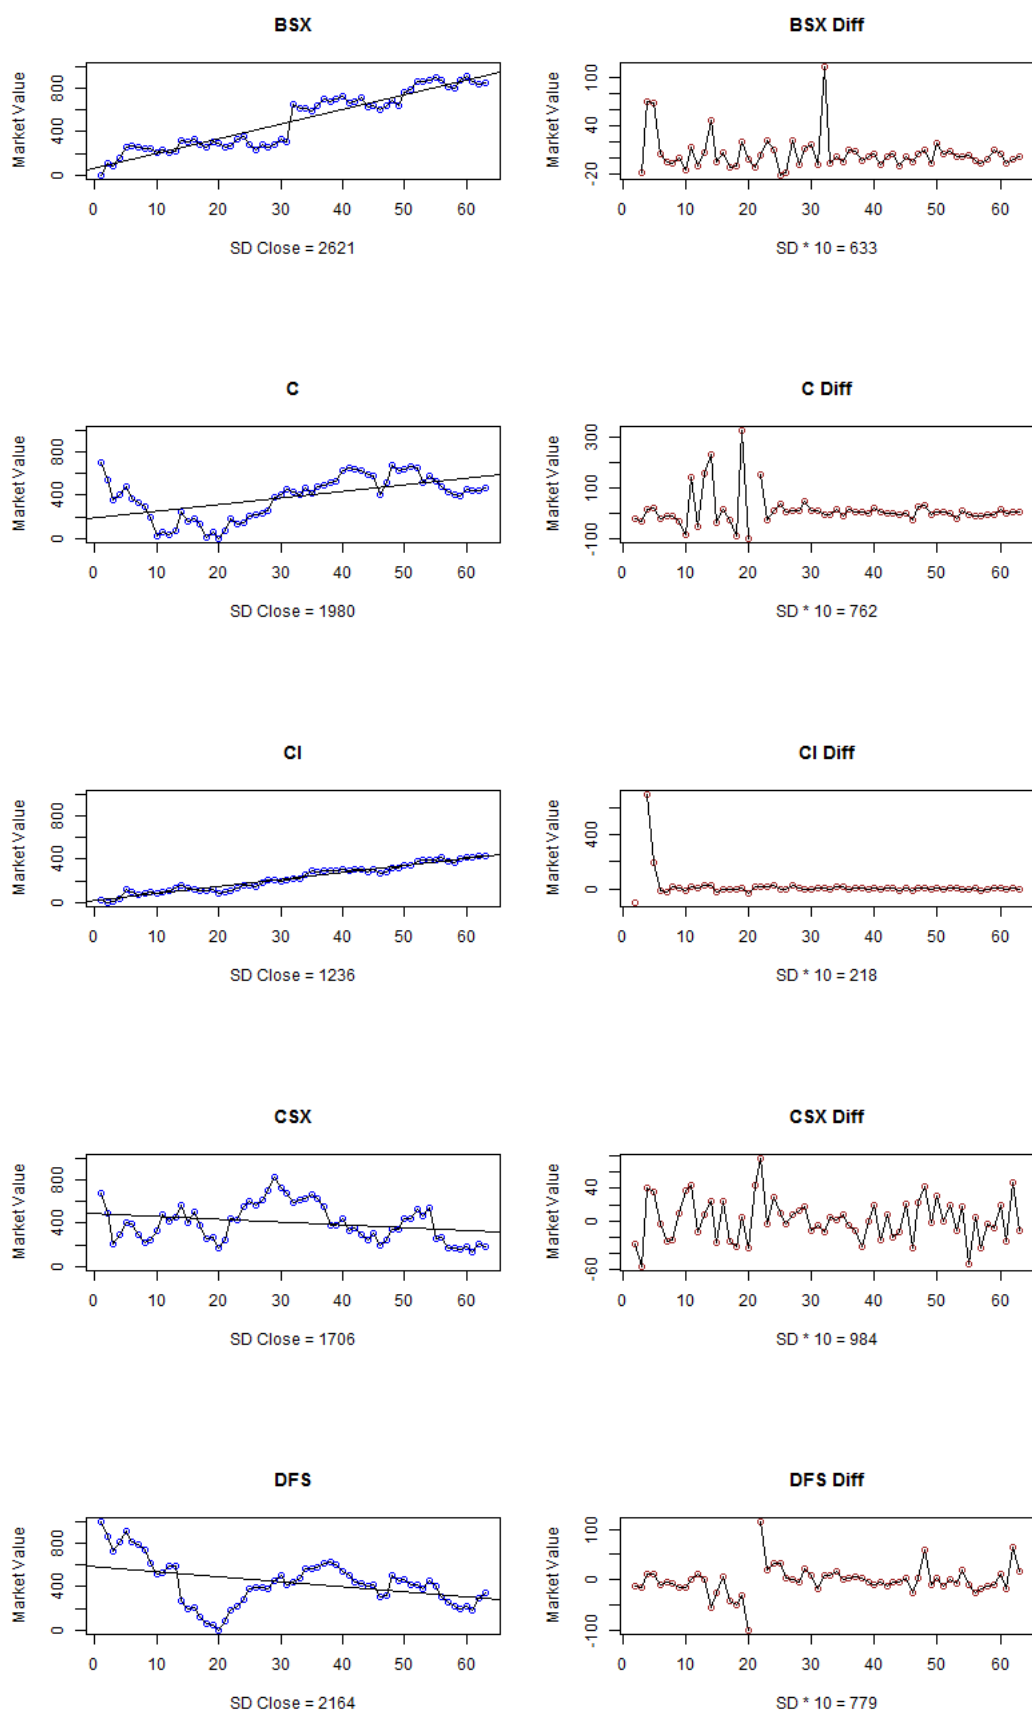 BSX
BSX Diff
Market Value
0 400 800
0 10 20 30 40 50 60
SD Close = 2621
Market Value
-20 40 100
0 10 20 30 40 50 60
SD * 10 = 633
C
C Diff
Market Value
0 400 800
0 10 20 30 40 50 60
SD Close = 1980
Market Value
-100 100 300
0 10 20 30 40 50 60
SD * 10 = 762
CI
CI Diff
Market Value
0 400 800
0 10 20 30 40 50 60
SD Close = 1236
Market Value
0 400
0 10 20 30 40 50 60
SD * 10 = 218
CSX
CSX Diff
Market Value
0 400 800
0 10 20 30 40 50 60
SD Close = 1706
Market Value
-60 0 40
0 10 20 30 40 50 60
SD * 10 = 984
DFS
DFS Diff
Market Value
0 400 800
0 10 20 30 40 50 60
SD Close = 2164
Market Value
-100 0 100
0 10 20 30 40 50 60
SD * 10 = 779